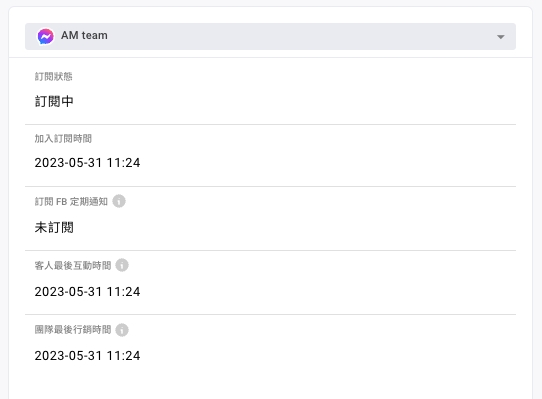 AM team
訂閱狀態
訂閱中
加入訂閱時間
2023-05-31 11:24
訂閱 FB 定期通知
未訂閱
客人最後互動時間
2023-05-31 11:24
團隊最後行銷時間
2023-05-31 11:24